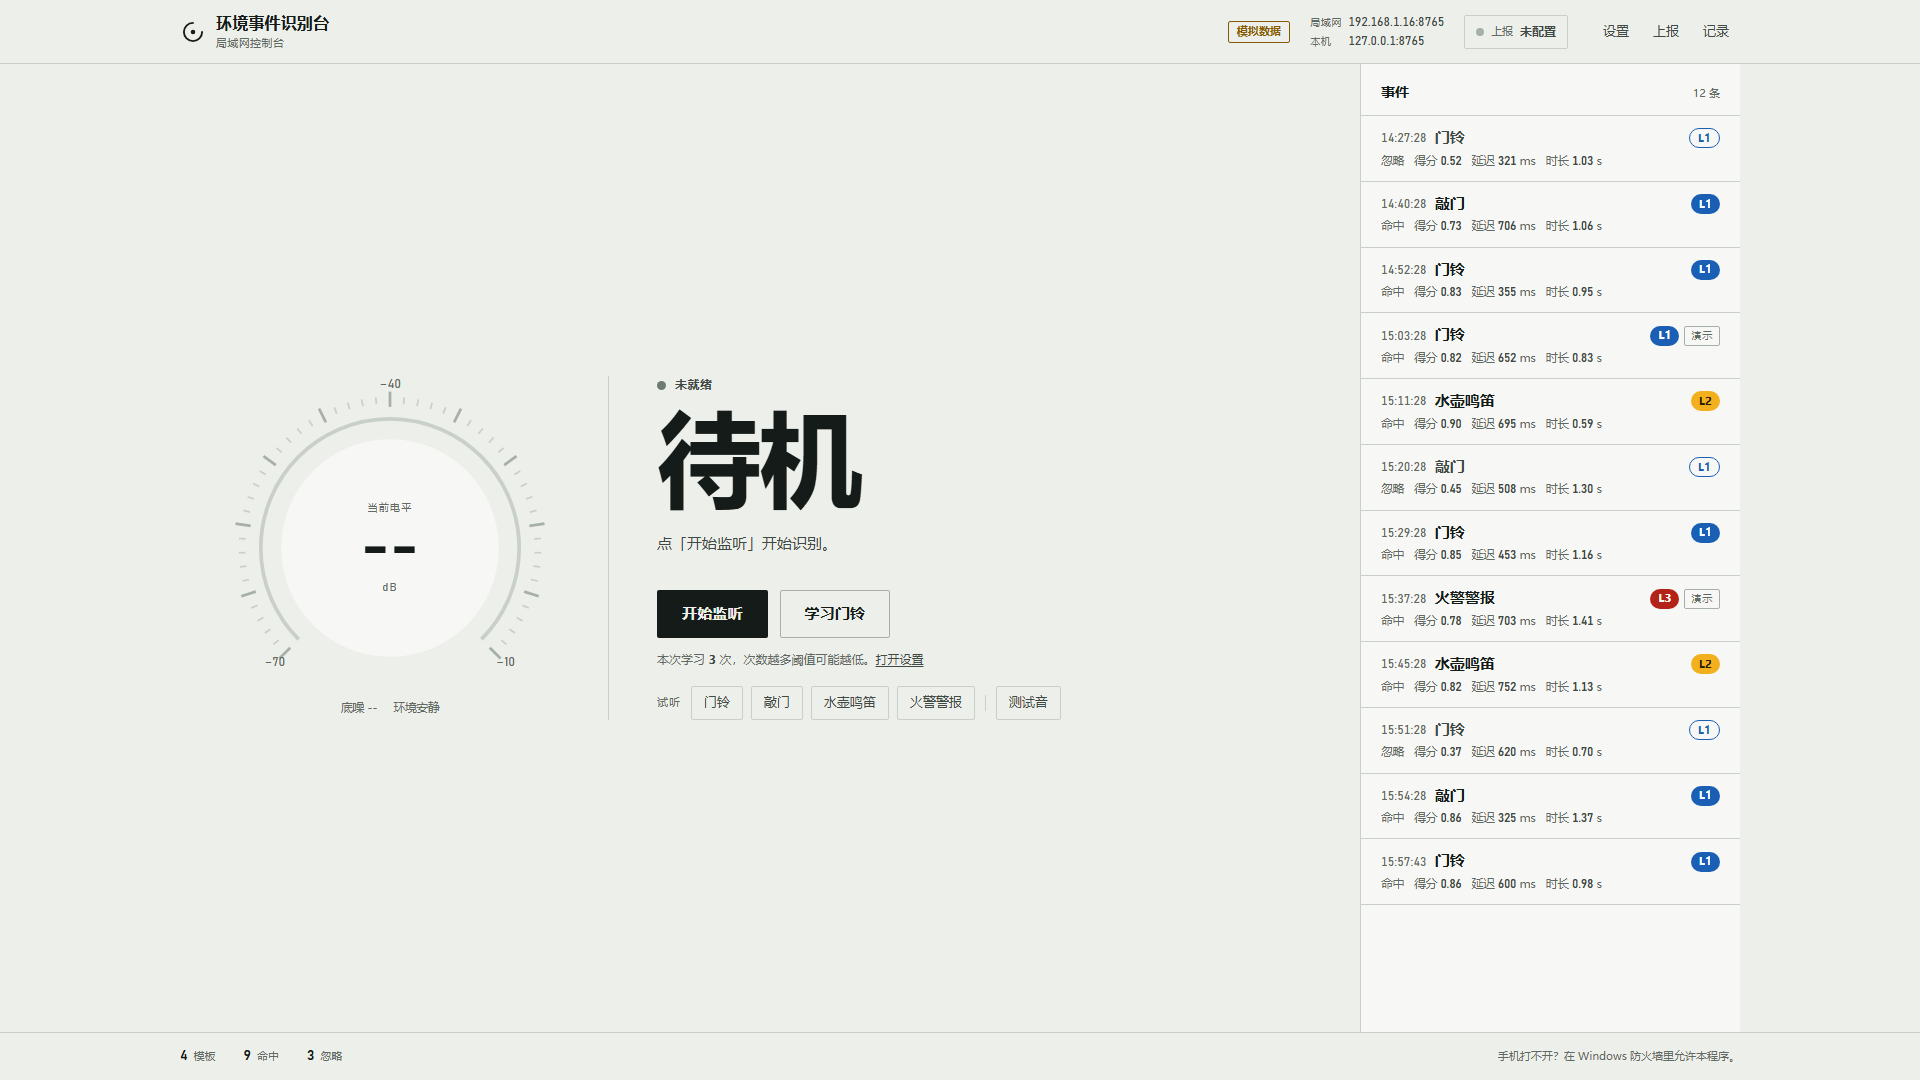 环境事件识别台
局域网控制台
模拟数据
局域网 192.168.1.16:8765
本机 127.0.0.1:8765
上报 未配置
设置 上报 记录
-40
当前电平
--
dB
-70
-10
底噪 -- 环境安静
未就绪
待机
点「开始监听」开始识别。
开始监听 学习门铃
本次学习 3 次，次数越多阈值可能越低。打开设置
试听 门铃 敲门 水壶鸣笛 火警警报 测试音
事件 12 条
14:27:28 门铃 L1
忽略 得分 0.52 延迟 321 ms 时长 1.03 s
14:40:28 敲门 L1
命中 得分 0.73 延迟 706 ms 时长 1.06 s
14:52:28 门铃 L1
命中 得分 0.83 延迟 355 ms 时长 0.95 s
15:03:28 门铃 L1 演示
命中 得分 0.82 延迟 652 ms 时长 0.83 s
15:11:28 水壶鸣笛 L2
命中 得分 0.90 延迟 695 ms 时长 0.59 s
15:20:28 敲门 L1
忽略 得分 0.45 延迟 508 ms 时长 1.30 s
15:29:28 门铃 L1
命中 得分 0.85 延迟 453 ms 时长 1.16 s
15:37:28 火警警报 L3 演示
命中 得分 0.78 延迟 703 ms 时长 1.41 s
15:45:28 水壶鸣笛 L2
命中 得分 0.82 延迟 752 ms 时长 1.13 s
15:51:28 门铃 L1
忽略 得分 0.37 延迟 620 ms 时长 0.70 s
15:54:28 敲门 L1
命中 得分 0.86 延迟 325 ms 时长 1.37 s
15:57:43 门铃 L1
命中 得分 0.86 延迟 600 ms 时长 0.98 s
4 模板 9 命中 3 忽略
手机打不开？在 Windows 防火墙里允许本程序。